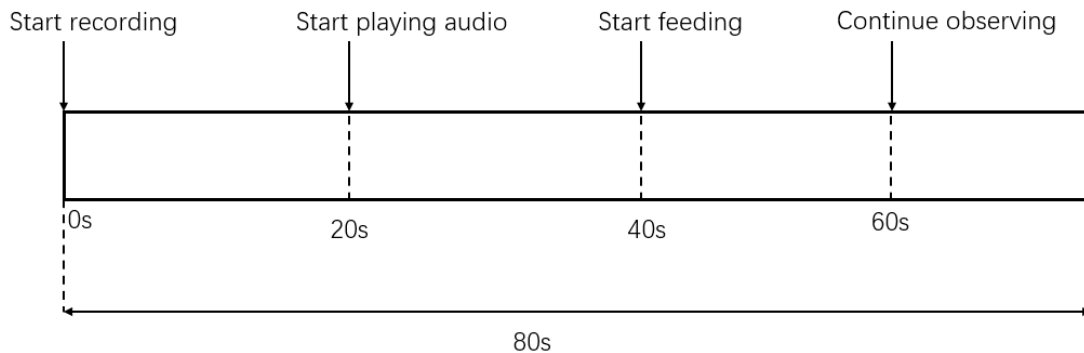 Start recording
Start playing audio
Start feeding
Continue observing
0s
20s
40s
60s
80s